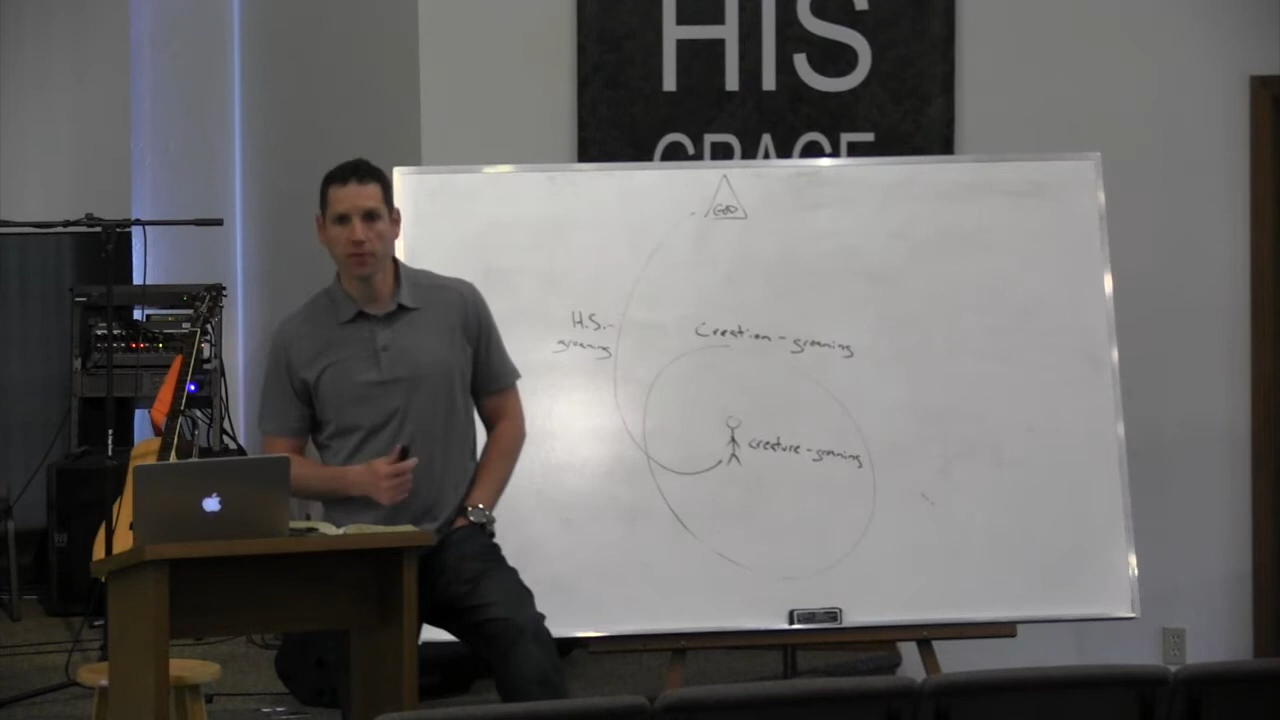 HIS
GRACE
GOD
H.S.-
groaning
Creation-groaning
creature-groaning